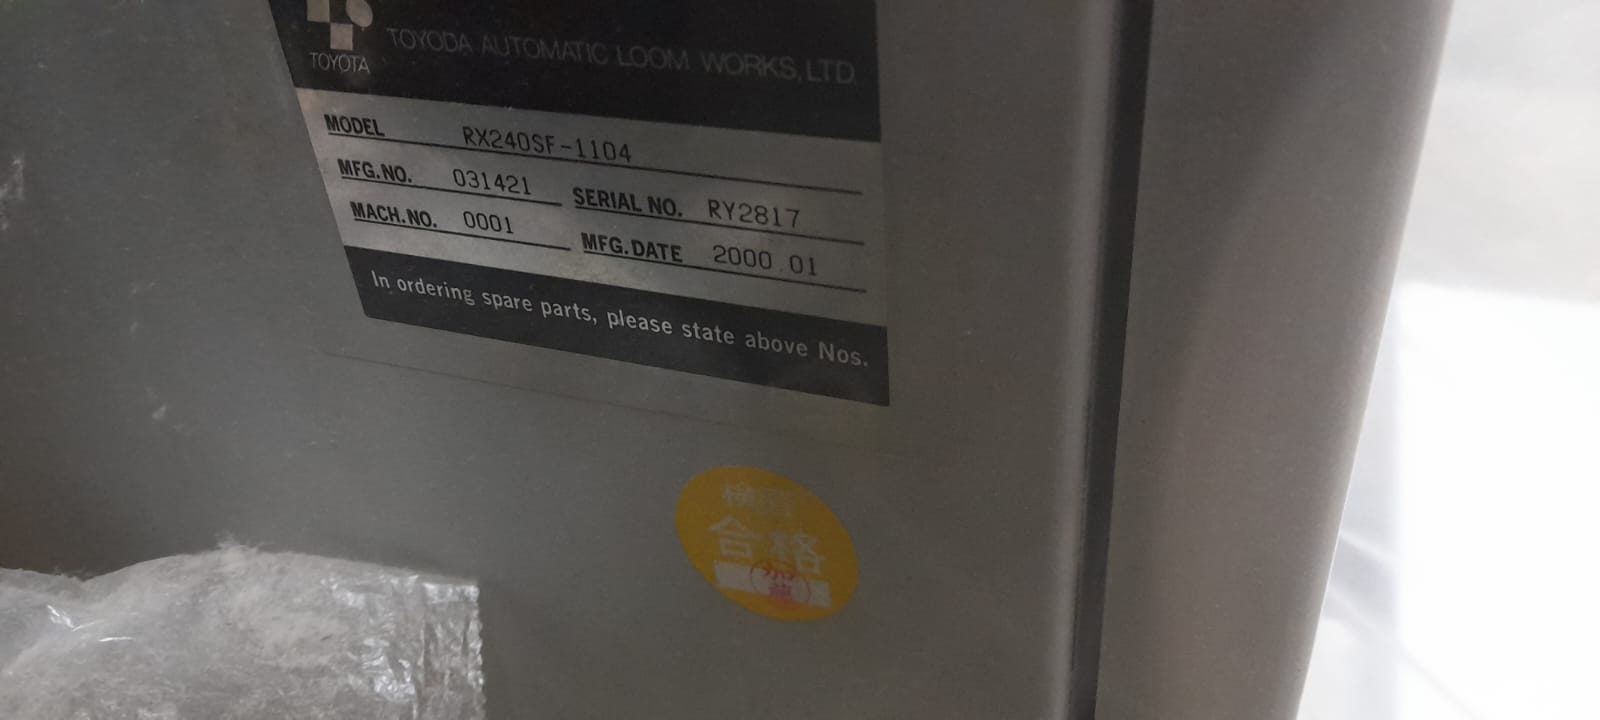 TOYOTA
TOYODA AUTOMATIC LOOM WORKS, LTD.
MODEL RX240SF-1104
MFG.NO. 031421 SERIAL NO. RY2817
MACH.NO. 0001 MFG.DATE 2000.01
In ordering spare parts, please state above Nos.
合格